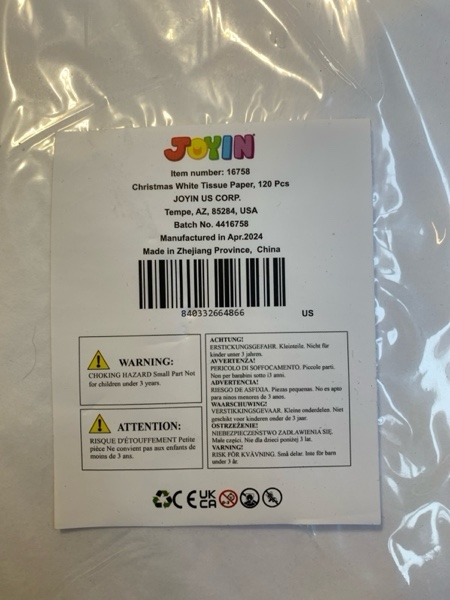 JOYIN
Item number: 16758
Christmas White Tissue Paper, 120 Pcs
JOYIN US CORP.
Tempe, AZ, 85284, USA
Batch No. 4416758
Manufactured in Apr.2024
Made in Zhejiang Province, China
840332664866
US
WARNING:
CHOKING HAZARD Small Part Not
for children under 3 years.
ATTENTION:
RISQUE D'ÉTOUFFEMENT Petite
pièce Ne convient pas aux enfants de
moins de 3 ans.
ACHTUNG!
ERSTICKUNGSGEFAHR. Kleinteile. Nicht für
kinder unter 3 jahren.
AVVERTENZA!
PERICOLO DI SOFFOCAMENTO. Piccole parti.
Non per barabini sotto i3 anni.
ADVERTENCIA!
RIESGO DE ASFIXIA. Piezas pequenas. No es apto
para ninos menores de 3 anos.
WAARSCHUWING!
VERSTIKKINGSGEVAAR. Kleine onderdelen. Niet
geschikt voor kinderen onder de 3 jaar.
OSTRZEŻENIE!
NIEBEZPIECZENSTWO ZADŁAWIENIA SIĘ.
Małe części. Nie dla dzieci poniżej 3 lat.
VARNING!
RISK FÖR KVÄVNING. Små delar. Inte för barn
under 3 år.
CE UK
CA